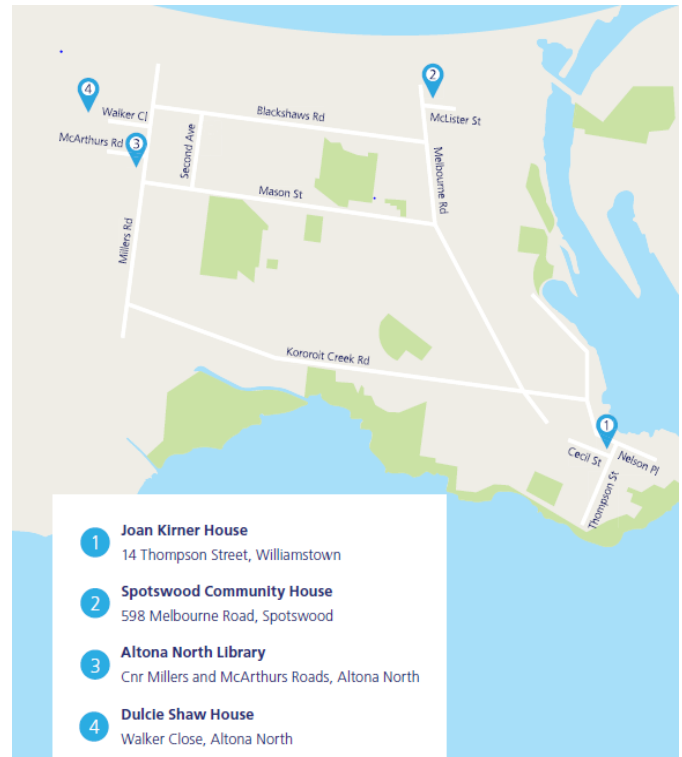 4
2
Walker Cl
Blackshaws Rd
McLister St
McArthurs Rd
3
Second Ave
Melbourne Rd
Mason St
Millers Rd
Kororoit Creek Rd
1
Cecil St
Nelson Pl
Thompson St
1
Joan Kirner House
14 Thompson Street, Williamstown
2
Spotswood Community House
598 Melbourne Road, Spotswood
3
Altona North Library
Cnr Millers and McArthurs Roads, Altona North
4
Dulcie Shaw House
Walker Close, Altona North